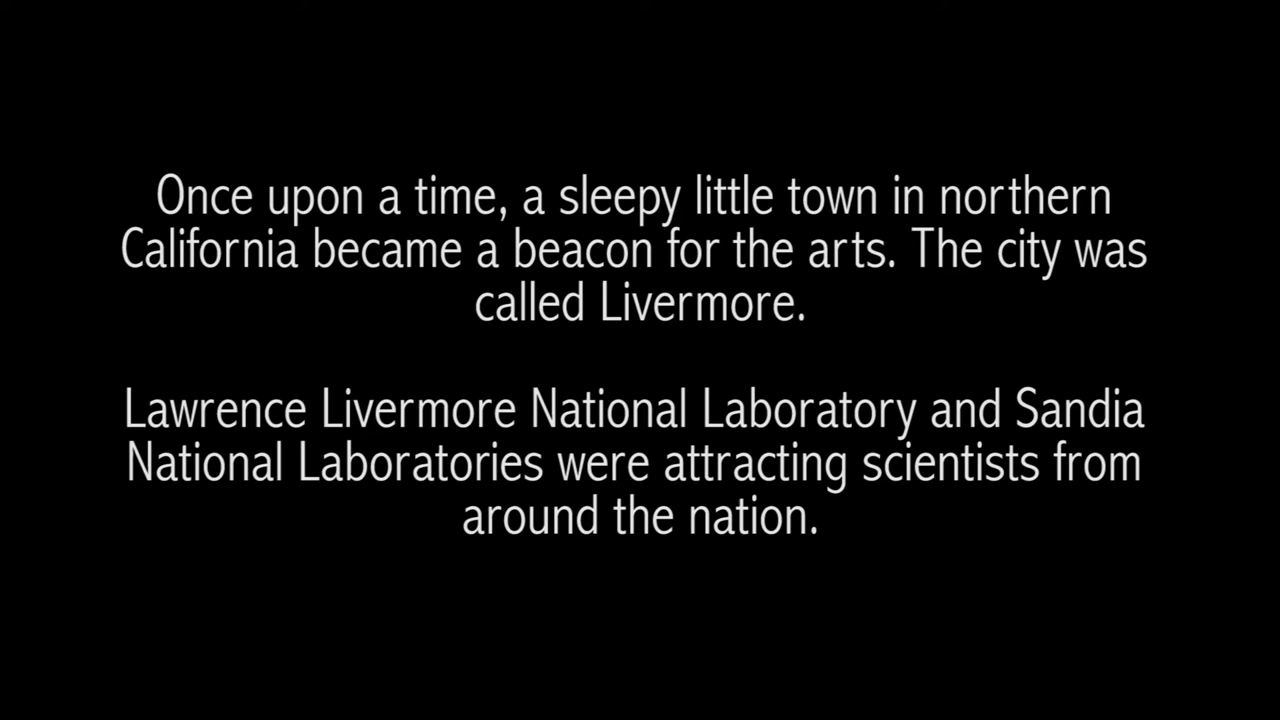 Once upon a time, a sleepy little town in northern
California became a beacon for the arts. The city was
called Livermore.
Lawrence Livermore National Laboratory and Sandia
National Laboratories were attracting scientists from
around the nation.